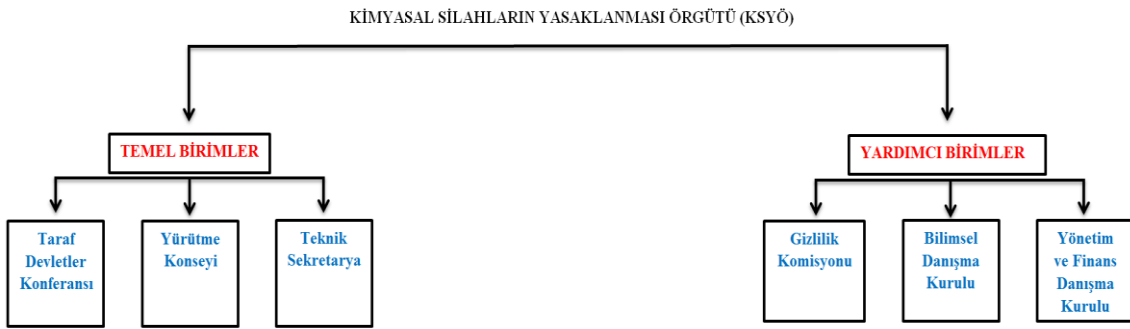 KİMYASAL SİLAHLARIN YASAKLANMASI ÖRGÜTÜ (KSYÖ)
TEMEL BİRİMLER
YARDIMCI BİRİMLER
Taraf
Devletler
Konferansı
Yürütme
Konseyi
Teknik
Sekretarya
Gizlilik
Komisyonu
Bilimsel
Danışma
Kurulu
Yönetim
ve Finans
Danışma
Kurulu